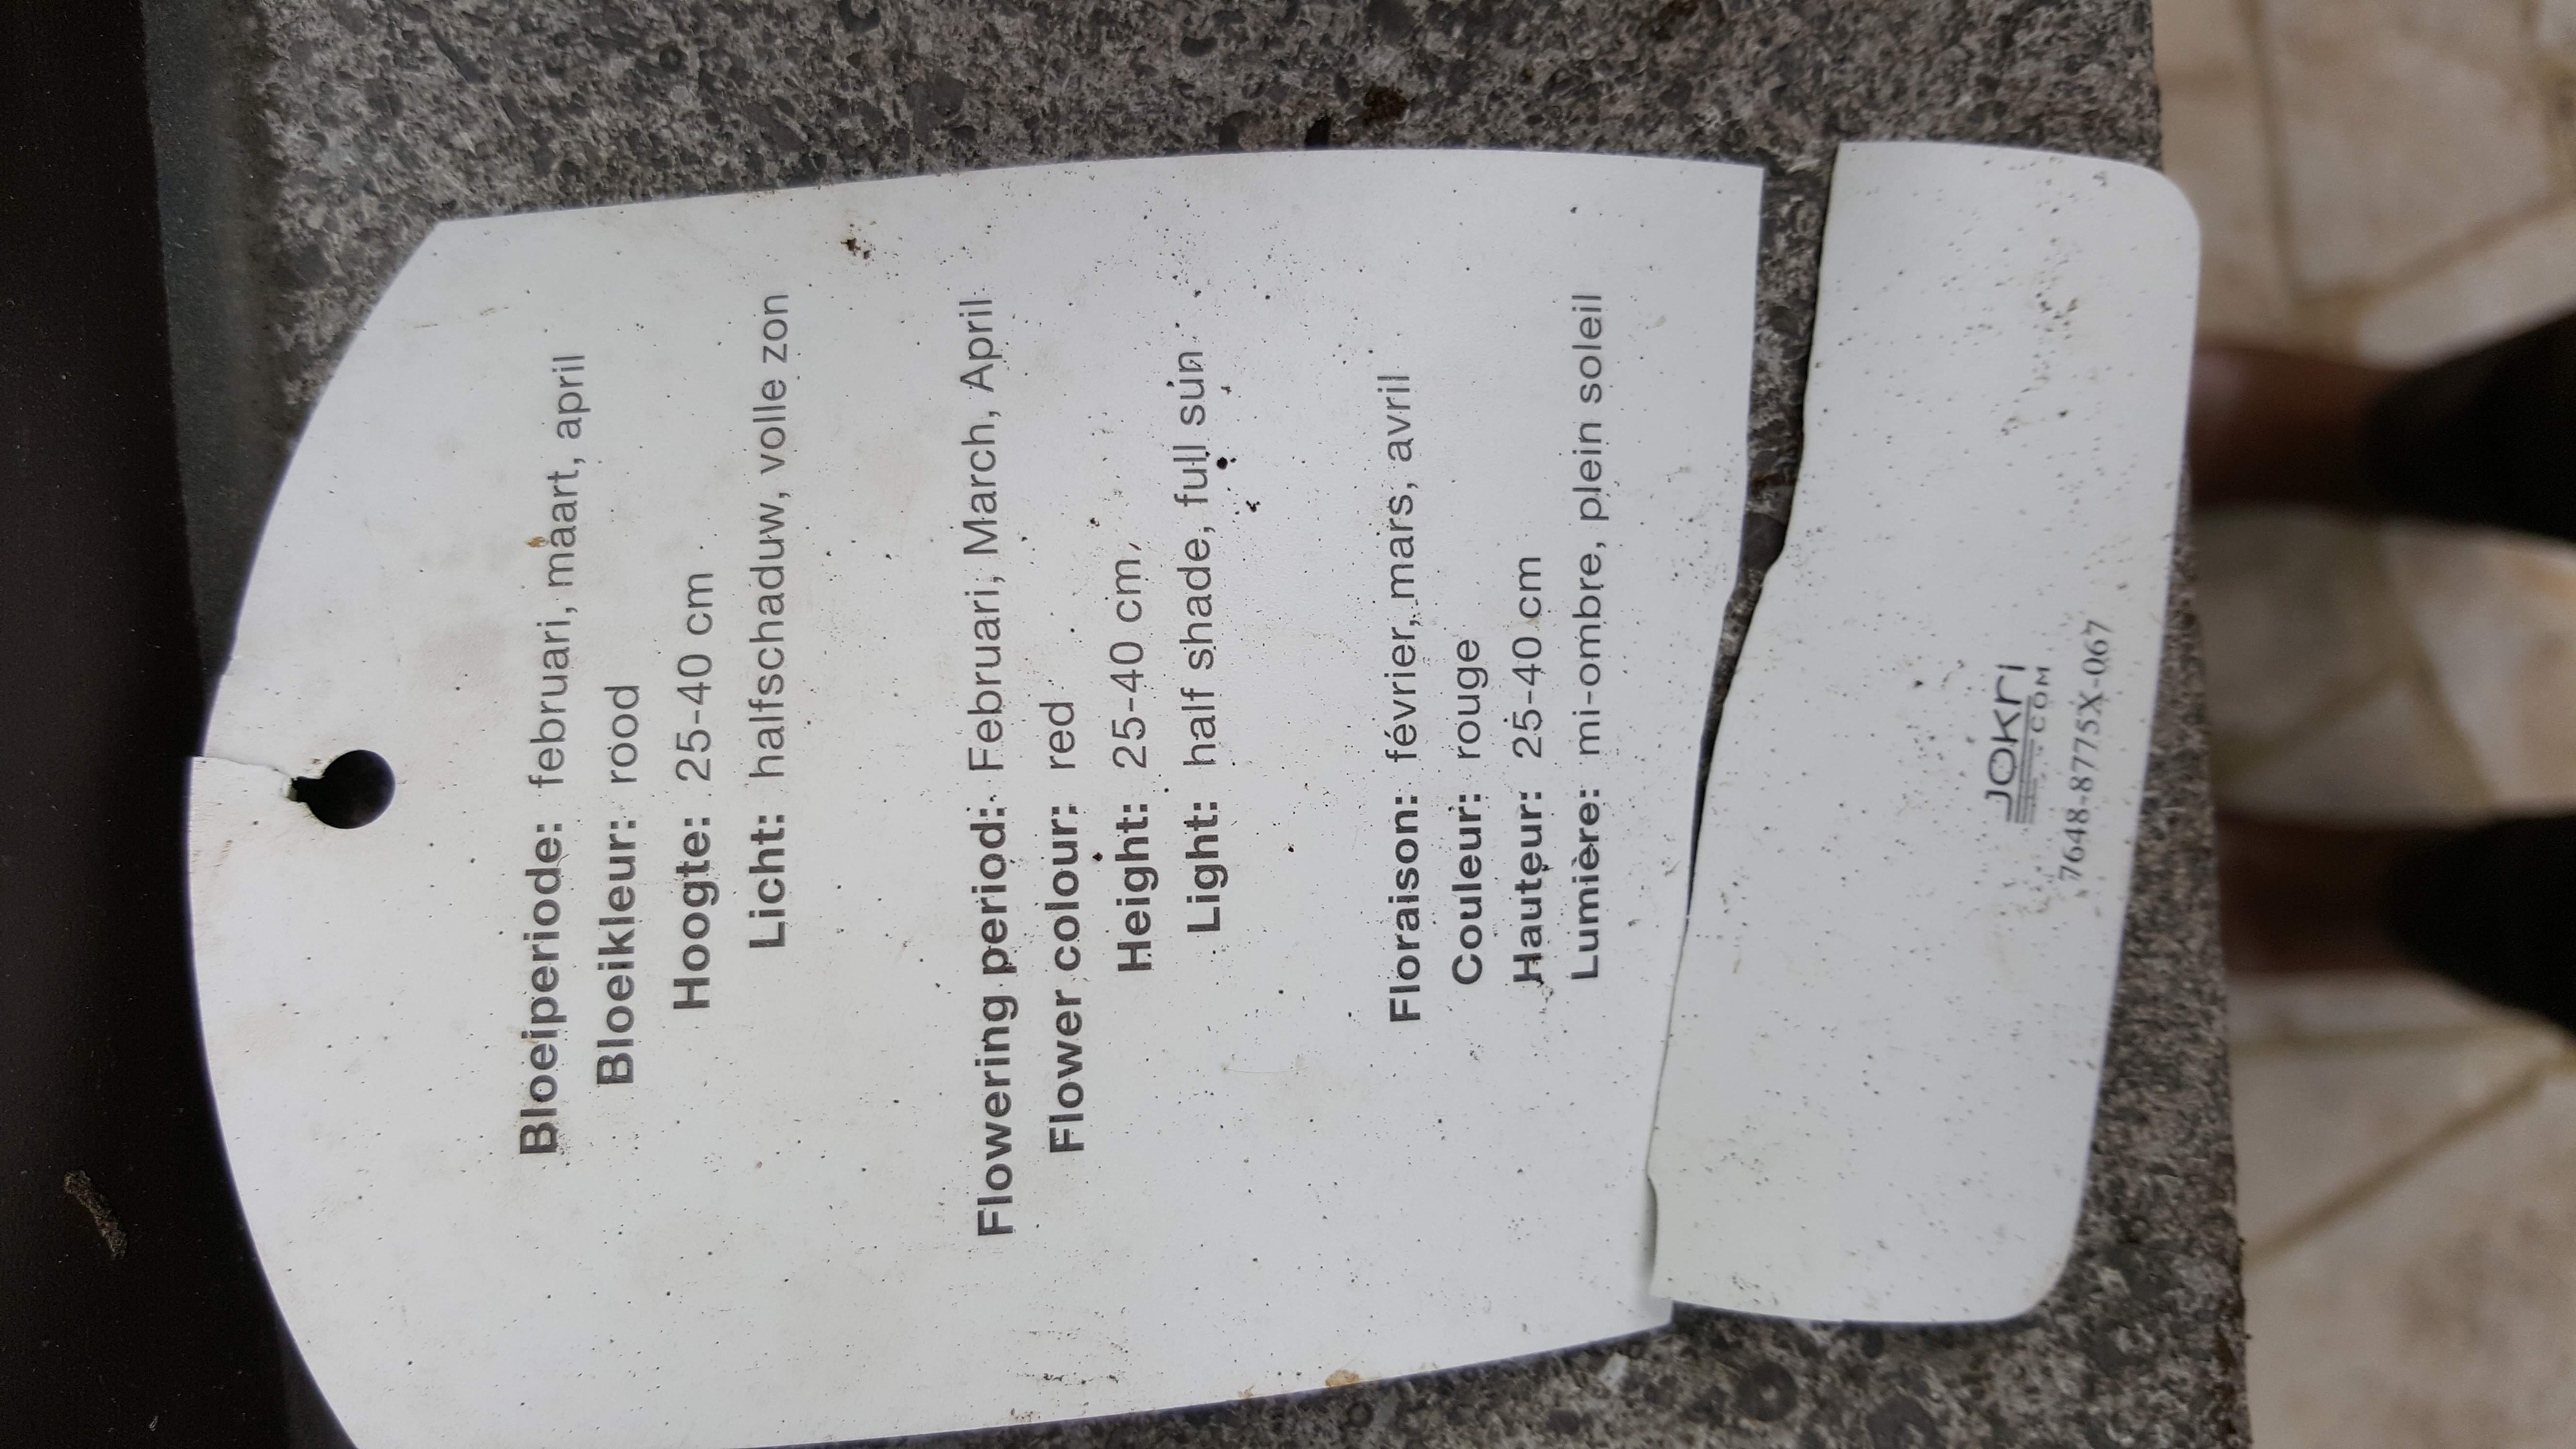 Bloeiperiode: februari, maart, april
Bloeikleur: rood
Hoogte: 25-40 cm
Licht: halfschaduw, volle zon
Flowering period: Februari, March, April
Flower colour: red
Height: 25-40 cm
Light: half shade, full sun
Floraison: février, mars, avril
Couleur: rouge
Hauteur: 25-40 cm
Lumière: mi-ombre, plein soleil
JOKRI
.COM
7648-8775X-067